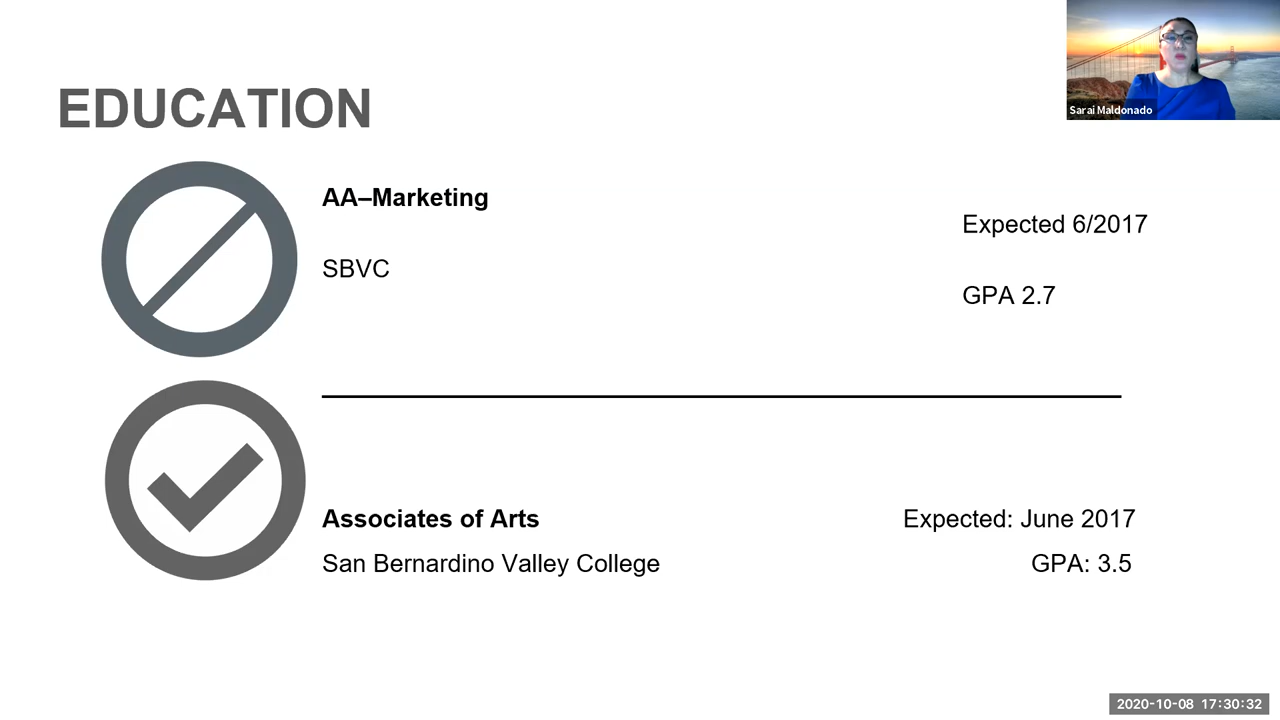 Sarai Maldonado
EDUCATION
AA–Marketing
Expected 6/2017
SBVC
GPA 2.7
Associates of Arts
Expected: June 2017
San Bernardino Valley College
GPA: 3.5
2020-10-08 17:30:32